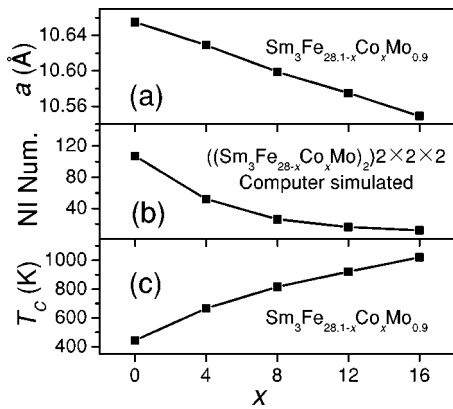 a (Å)
10.64
10.60
10.56
Sm₃Fe₂₈.₁₋ₓCoₓMo₀.₉
(a)
NI Num.
120
80
40
((Sm₃Fe₂₈₋ₓCoₓMo)₂)2×2×2
Computer simulated
(b)
T_C (K)
1000
800
600
400
(c)
Sm₃Fe₂₈.₁₋ₓCoₓMo₀.₉
0 4 8 12 16
x